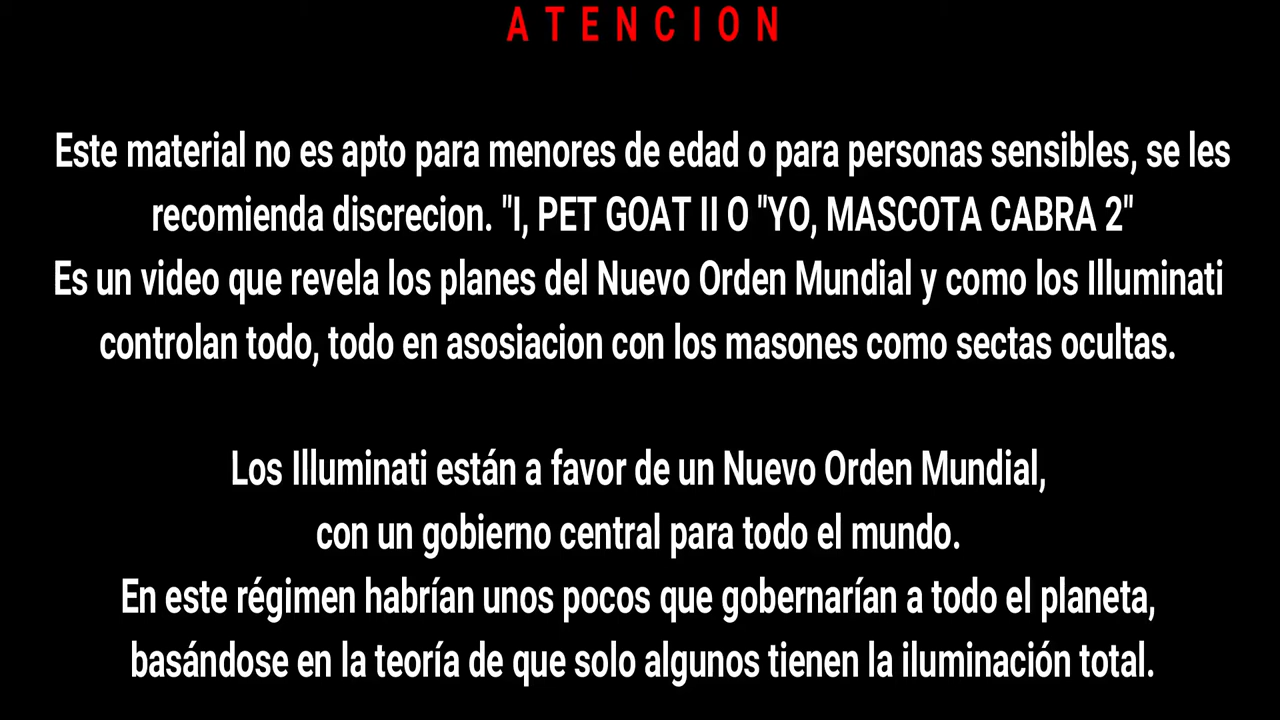 A T E N C I O N
Este material no es apto para menores de edad o para personas sensibles, se les
recomienda discrecion. "I, PET GOAT II O "YO, MASCOTA CABRA 2"
Es un video que revela los planes del Nuevo Orden Mundial y como los Illuminati
controlan todo, todo en asosiacion con los masones como sectas ocultas.
Los Illuminati están a favor de un Nuevo Orden Mundial,
con un gobierno central para todo el mundo.
En este régimen habrían unos pocos que gobernarían a todo el planeta,
basándose en la teoría de que solo algunos tienen la iluminación total.